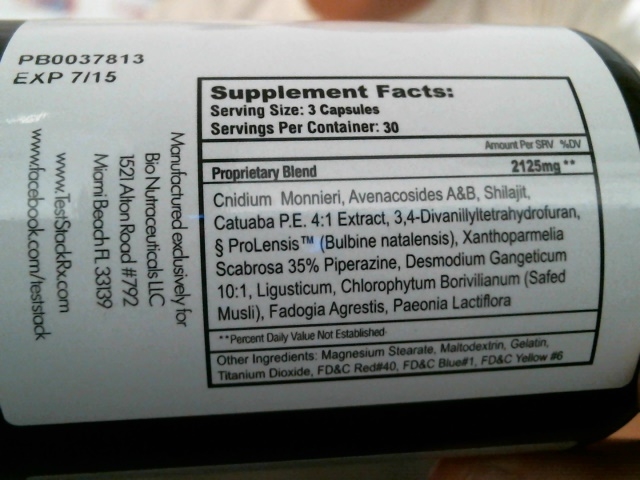 PB0037813
EXP 7/15
Supplement Facts:
Serving Size: 3 Capsules
Servings Per Container: 30
Amount Per SRV %DV
Proprietary Blend 2125mg**
Cnidium Monnieri, Avenacosides A&B, Shilajit,
Catuaba P.E. 4:1 Extract, 3,4-Divanillyltetrahydrofuran,
§ ProLensis™ (Bulbine natalensis), Xanthoparmelia
Scabrosa 35% Piperazine, Desmodium Gangeticum
10:1, Ligusticum, Chlorophytum Borivilianum (Safed
Musli), Fadogia Agrestis, Paeonia Lactiflora
**Percent Daily Value Not Established
Other Ingredients: Magnesium Stearate, Maltodextrin, Gelatin,
Titanium Dioxide, FD&C Red#40, FD&C Blue#1, FD&C Yellow #6
Manufactured exclusively for
Bio Nutraceuticals LLC
1521 Alton Road #792
Miami Beach FL 33139
www.TestStackRx.com
www.facebook.com/teststack